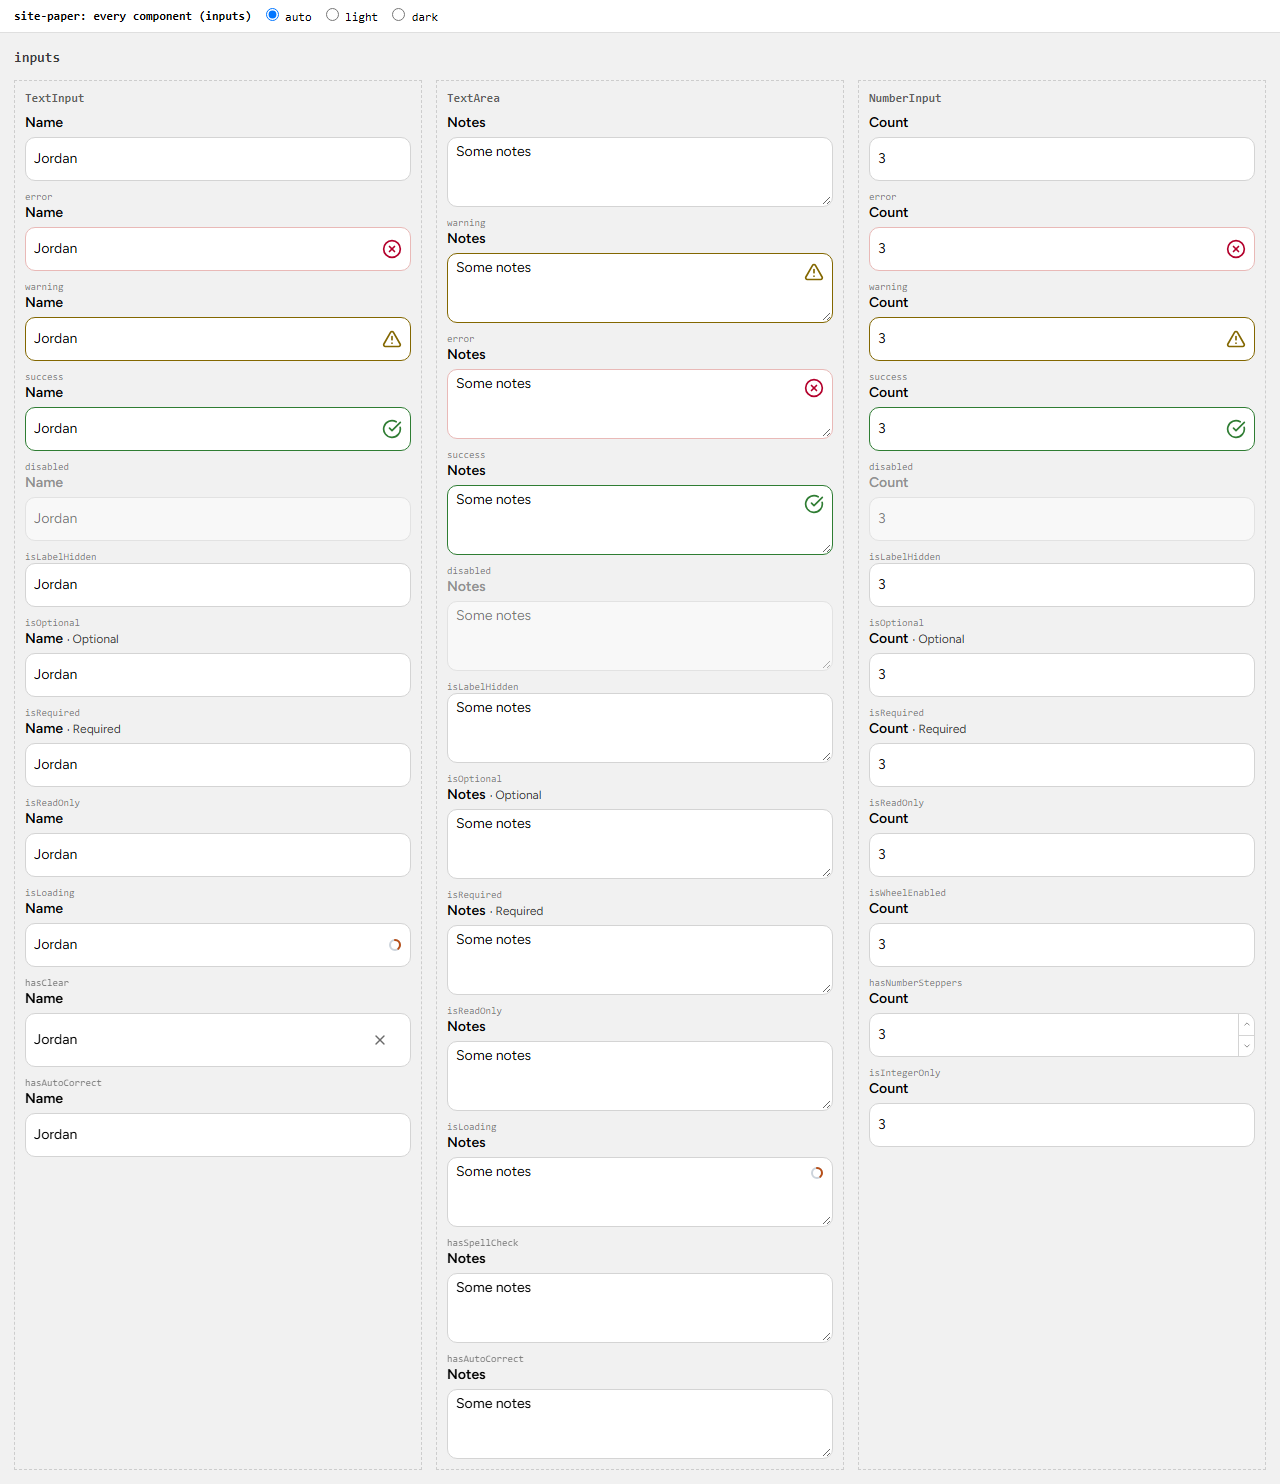 site-paper: every component (inputs) auto light dark
inputs
TextInput
Name
Jordan
error
Name
Jordan
warning
Name
Jordan
success
Name
Jordan
disabled
Name
Jordan
isLabelHidden
Jordan
isOptional
Name · Optional
Jordan
isRequired
Name · Required
Jordan
isReadOnly
Name
Jordan
isLoading
Name
Jordan
hasClear
Name
Jordan
hasAutoCorrect
Name
Jordan
TextArea
Notes
Some notes
warning
Notes
Some notes
error
Notes
Some notes
success
Notes
Some notes
disabled
Notes
Some notes
isLabelHidden
Some notes
isOptional
Notes · Optional
Some notes
isRequired
Notes · Required
Some notes
isReadOnly
Notes
Some notes
isLoading
Notes
Some notes
hasSpellCheck
Notes
Some notes
hasAutoCorrect
Notes
Some notes
NumberInput
Count
3
error
Count
3
warning
Count
3
success
Count
3
disabled
Count
3
isLabelHidden
3
isOptional
Count · Optional
3
isRequired
Count · Required
3
isReadOnly
Count
3
isWheelEnabled
Count
3
hasNumberSteppers
Count
3
isIntegerOnly
Count
3